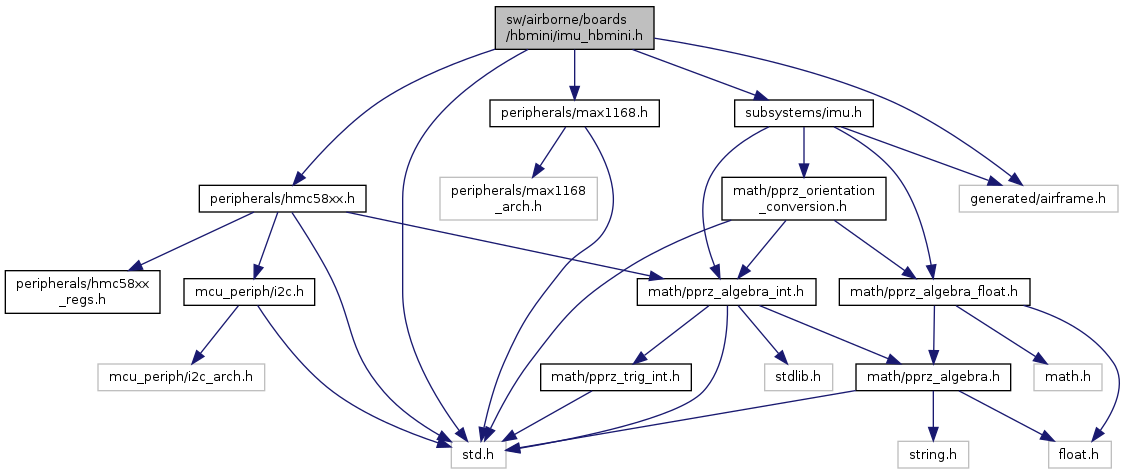 sw/airborne/boards
/hbmini/imu_hbmini.h
peripherals/max1168.h
subsystems/imu.h
peripherals/hmc58xx.h
peripherals/max1168
_arch.h
math/pprz_orientation
_conversion.h
generated/airframe.h
peripherals/hmc58xx
_regs.h
mcu_periph/i2c.h
math/pprz_algebra_int.h
math/pprz_algebra_float.h
mcu_periph/i2c_arch.h
math/pprz_trig_int.h
stdlib.h
math/pprz_algebra.h
math.h
std.h
string.h
float.h